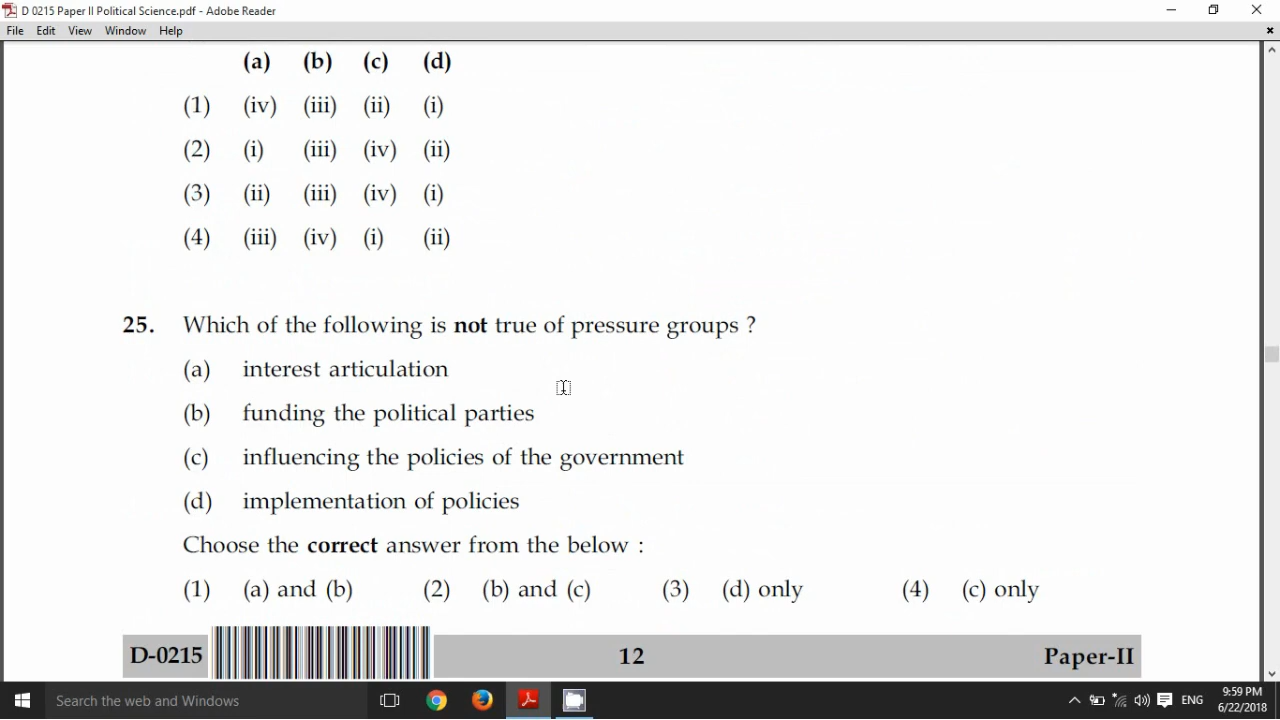 D 0215 Paper II Political Science.pdf - Adobe Reader
File Edit View Window Help
(a) (b) (c) (d)
(1) (iv) (iii) (ii) (i)
(2) (i) (iii) (iv) (ii)
(3) (ii) (iii) (iv) (i)
(4) (iii) (iv) (i) (ii)
25. Which of the following is not true of pressure groups ?
(a) interest articulation
(b) funding the political parties
(c) influencing the policies of the government
(d) implementation of policies
Choose the correct answer from the below :
(1) (a) and (b) (2) (b) and (c) (3) (d) only (4) (c) only
D-0215 12 Paper-II
Search the web and Windows ENG 9:59 PM
6/22/2018